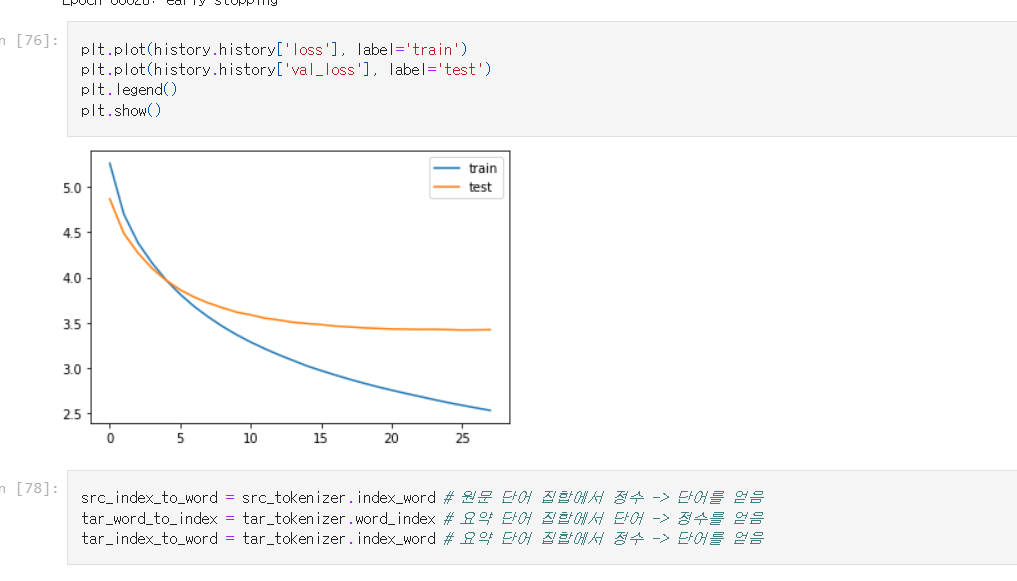 early stopping
n [76]:
plt.plot(history.history['loss'], label='train')
plt.plot(history.history['val_loss'], label='test')
plt.legend()
plt.show()
train
test
5.0
4.5
4.0
3.5
3.0
2.5
0 5 10 15 20 25
n [78]:
src_index_to_word = src_tokenizer.index_word # 원문 단어 집합에서 정수 -> 단어를 얻음
tar_word_to_index = tar_tokenizer.word_index # 요약 단어 집합에서 단어 -> 정수를 얻음
tar_index_to_word = tar_tokenizer.index_word # 요약 단어 집합에서 정수 -> 단어를 얻음